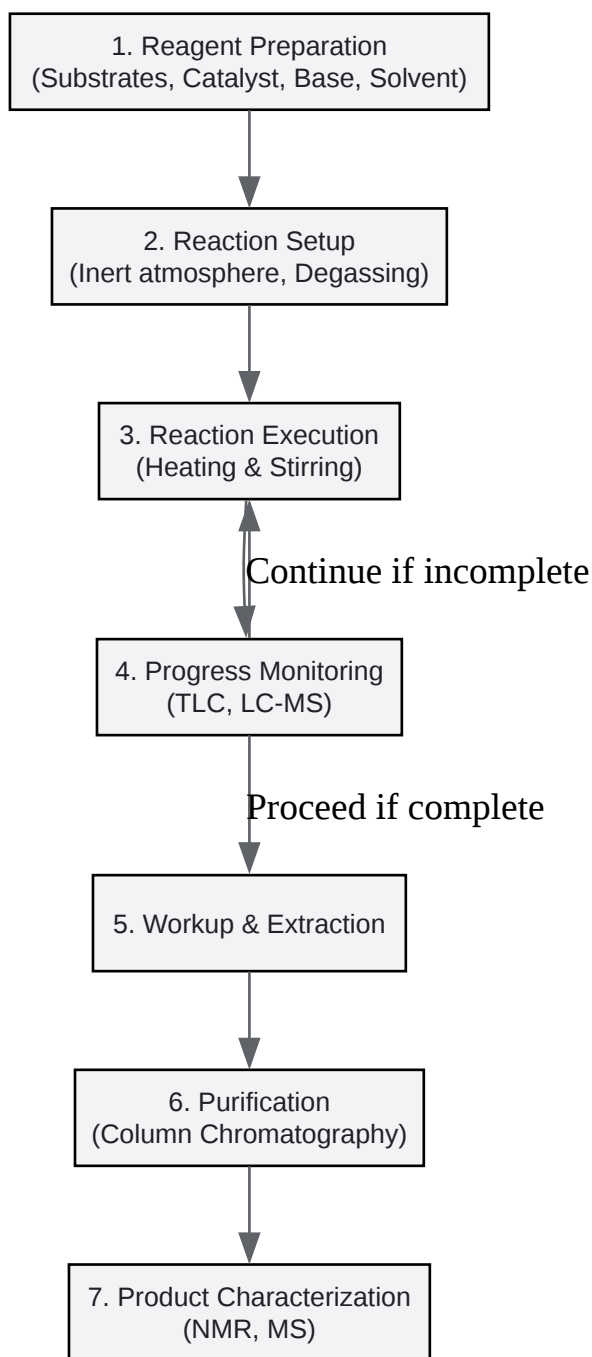 1. Reagent Preparation
(Substrates, Catalyst, Base, Solvent)
2. Reaction Setup
(Inert atmosphere, Degassing)
3. Reaction Execution
(Heating & Stirring)
Continue if incomplete
4. Progress Monitoring
(TLC, LC-MS)
Proceed if complete
5. Workup & Extraction
6. Purification
(Column Chromatography)
7. Product Characterization
(NMR, MS)